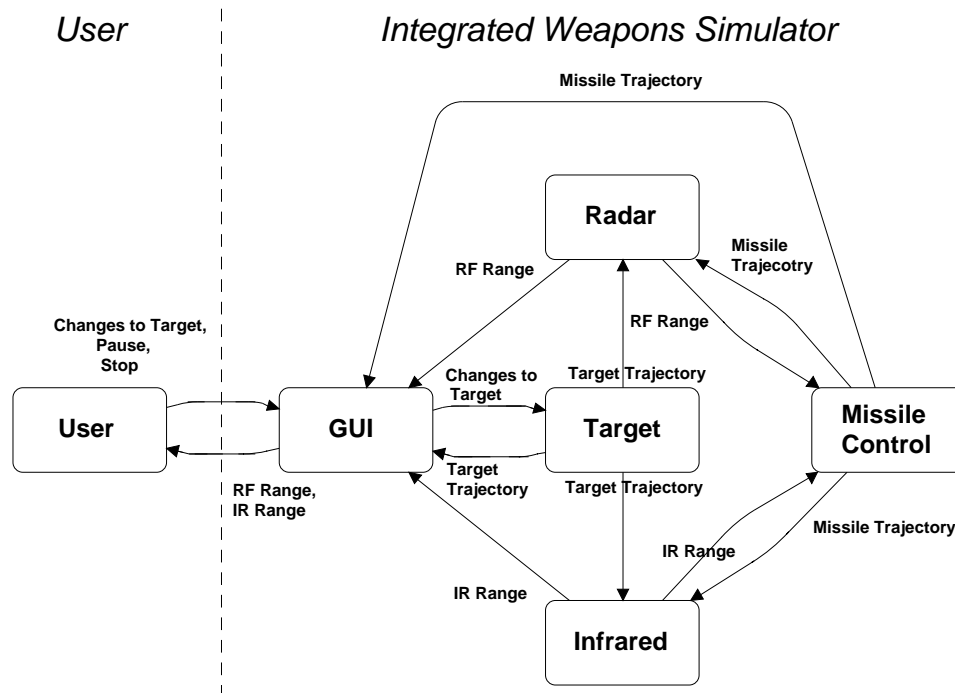 User
Integrated Weapons Simulator
Missile Trajectory
Radar
Missile
Trajecotry
RF Range
RF Range
Changes to Target,
Pause,
Stop
Changes to
Target
Target Trajectory
User
GUI
Target
Missile
Control
Target
Trajectory
Target Trajectory
RF Range,
IR Range
Missile Trajectory
IR Range
IR Range
Infrared